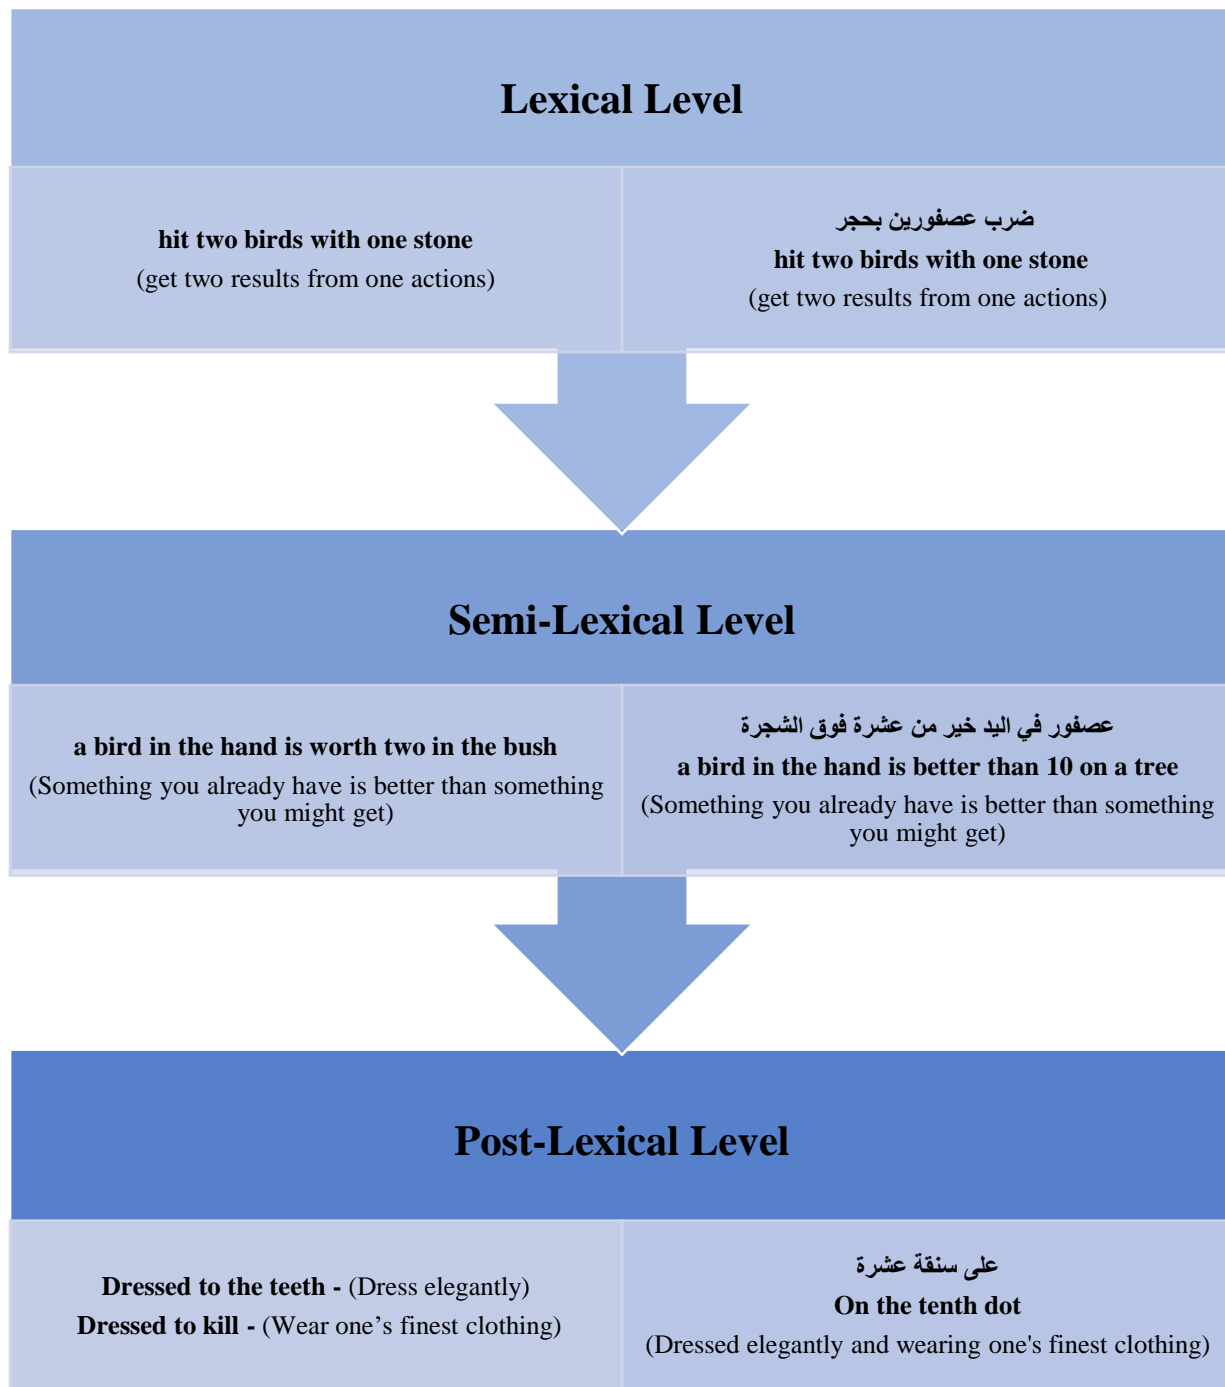 Lexical Level
hit two birds with one stone
(get two results from one actions)
ضرب عصفورين بحجر
hit two birds with one stone
(get two results from one actions)
Semi-Lexical Level
a bird in the hand is worth two in the bush
(Something you already have is better than something
you might get)
عصفور في اليد خير من عشرة فوق الشجرة
a bird in the hand is better than 10 on a tree
(Something you already have is better than something
you might get)
Post-Lexical Level
Dressed to the teeth - (Dress elegantly)
Dressed to kill - (Wear one’s finest clothing)
على سنقة عشرة
On the tenth dot
(Dressed elegantly and wearing one's finest clothing)